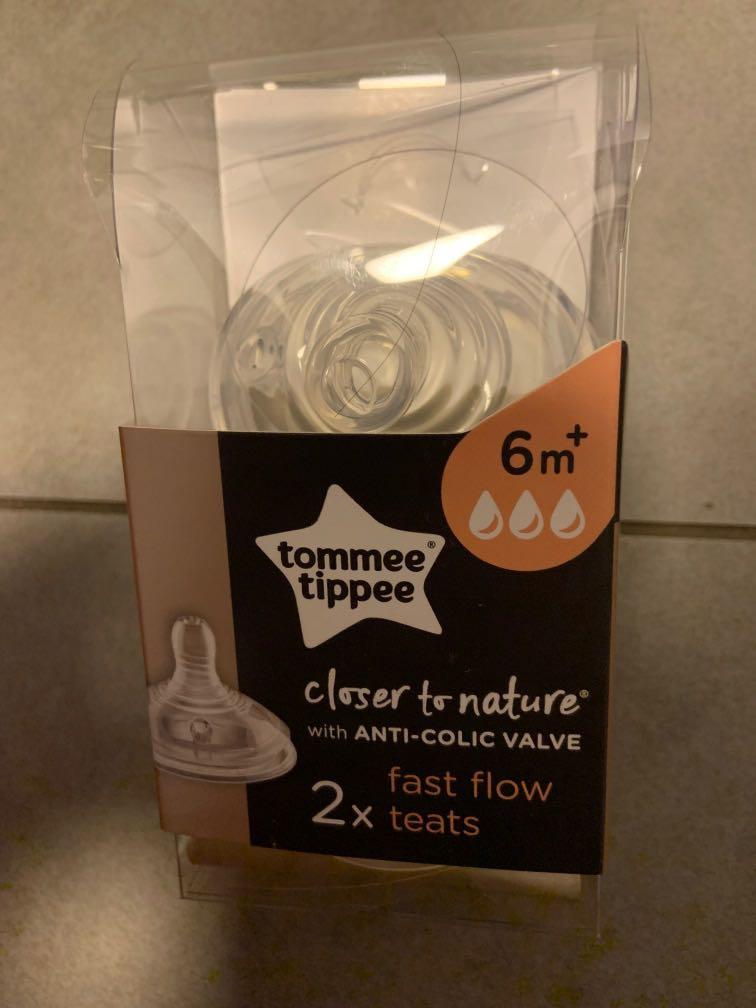 6m+
tommee®
tippee
closer to nature®
with ANTI-COLIC VALVE
2x fast flow
teats